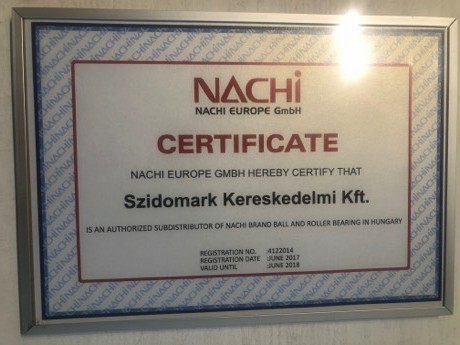 NACHI
NACHI EUROPE GmbH
CERTIFICATE
NACHI EUROPE GMBH HEREBY CERTIFY THAT
Szidomark Kereskedelmi Kft.
IS AN AUTHORIZED SUBDISTRIBUTOR OF NACHI BRAND BALL AND ROLLER BEARING IN HUNGARY
REGISTRATION NO. :4122014
REGISTRATION DATE :JUNE 2017
VALID UNTIL :JUNE 2018